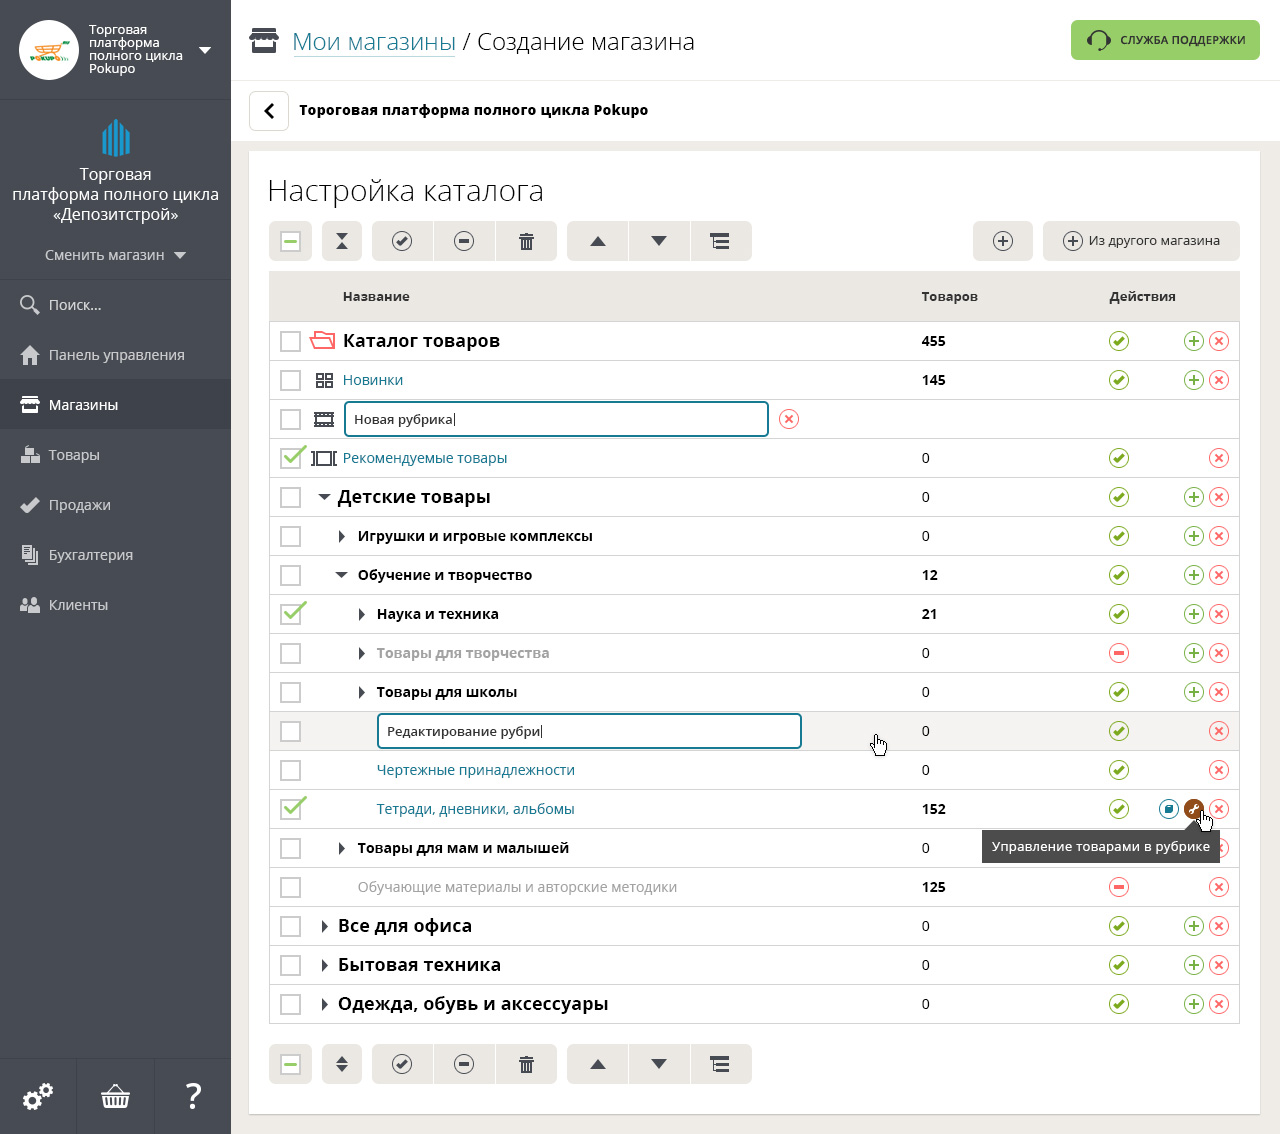 Торговая
платформа
полного цикла
Pokupo
POKUPO
Мои магазины / Создание магазина
СЛУЖБА ПОДДЕРЖКИ
Тороговая платформа полного цикла Pokupo
Торговая
платформа полного цикла
«Депозитстрой»
Сменить магазин
Поиск...
Панель управления
Магазины
Товары
Продажи
Бухгалтерия
Клиенты
?
Настройка каталога
Из другого магазина
Название Товаров Действия
Каталог товаров 455
Новинки 145
Новая рубрика
Рекомендуемые товары 0
Детские товары 0
Игрушки и игровые комплексы 0
Обучение и творчество 12
Наука и техника 21
Товары для творчества 0
Товары для школы 0
Редактирование рубри 0
Чертежные принадлежности 0
Тетради, дневники, альбомы 152
Товары для мам и малышей 0
Управление товарами в рубрике
Обучающие материалы и авторские методики 125
Все для офиса 0
Бытовая техника 0
Одежда, обувь и аксессуары 0